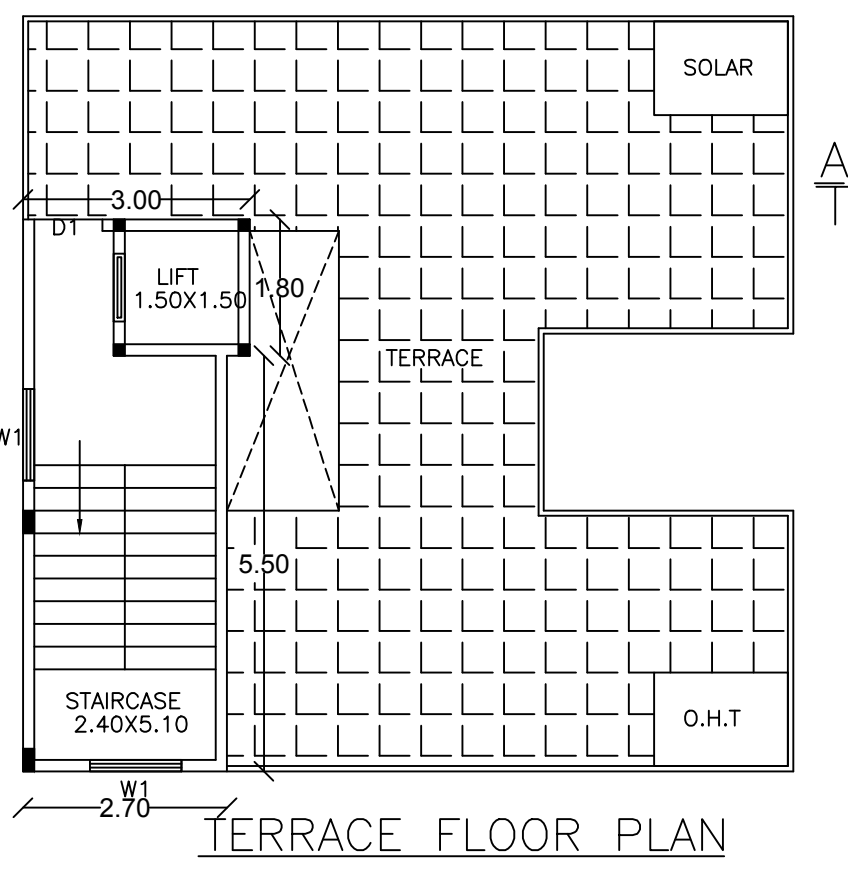 SOLAR
A
3.00
D1
LIFT
1.50X1.50
1.80
TERRACE
W1
5.50
STAIRCASE
2.40X5.10
O.H.T
W1
2.70
TERRACE FLOOR PLAN